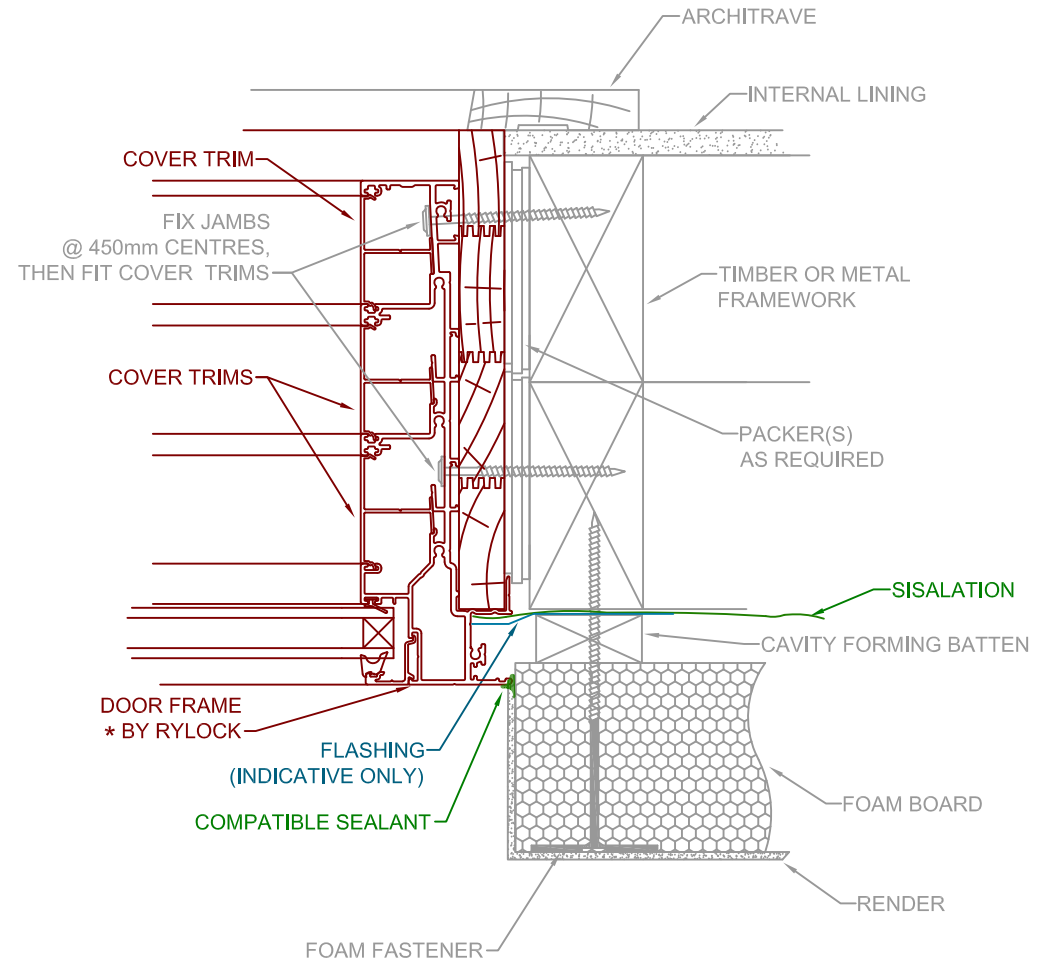 ARCHITRAVE
INTERNAL LINING
COVER TRIM
FIX JAMBS
@ 450mm CENTRES,
THEN FIT COVER TRIMS
TIMBER OR METAL
FRAMEWORK
COVER TRIMS
PACKER(S)
AS REQUIRED
SISALATION
CAVITY FORMING BATTEN
DOOR FRAME
* BY RYLOCK
FLASHING
(INDICATIVE ONLY)
FOAM BOARD
COMPATIBLE SEALANT
RENDER
FOAM FASTENER